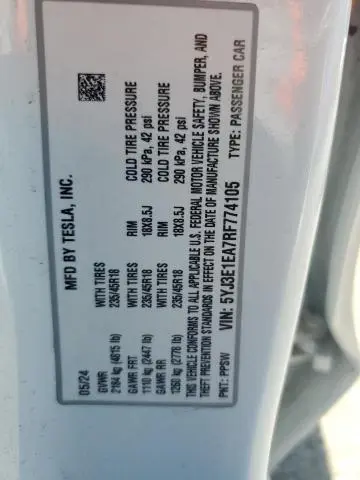 MFD BY TESLA, INC.
05/24
GVWR WITH TIRES RIM COLD TIRE PRESSURE
2184 kg (4815 lb) 235/45R18 18X8.5J 290 kPa, 42 psi
GAWR FRT WITH TIRES RIM COLD TIRE PRESSURE
1110 kg (2447 lb) 235/45R18 18X8.5J 290 kPa, 42 psi
GAWR RR
1260 kg (2778 lb) 235/45R18
THIS VEHICLE CONFORMS TO ALL APPLICABLE U.S. FEDERAL MOTOR VEHICLE SAFETY, BUMPER, AND
THEFT PREVENTION STANDARDS IN EFFECT ON THE DATE OF MANUFACTURE SHOWN ABOVE.
VIN: 5YJ3E1EA7RF774105
PNT: PPSW TYPE: PASSENGER CAR